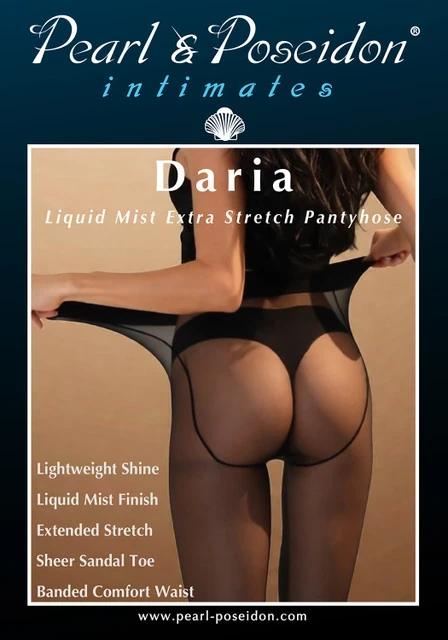 Pearl & Poseidon®
intimates
Daria
Liquid Mist Extra Stretch Pantyhose
Lightweight Shine
Liquid Mist Finish
Extended Stretch
Sheer Sandal Toe
Banded Comfort Waist
www.pearl-poseidon.com